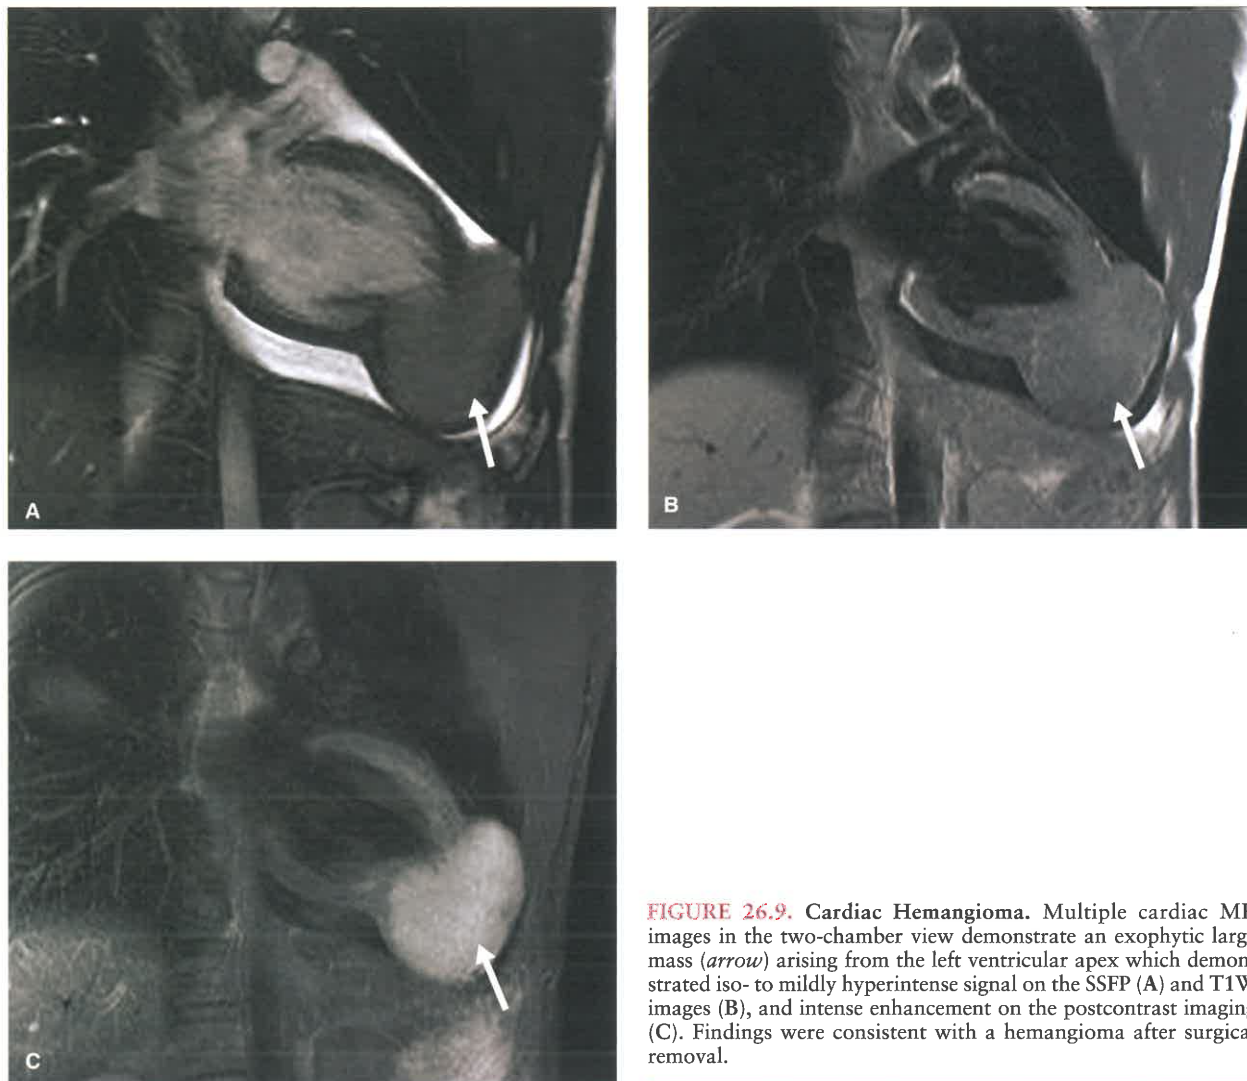 A
B
C
FIGURE 26.9. Cardiac Hemangioma. Multiple cardiac MR
images in the two-chamber view demonstrate an exophytic larg
mass (arrow) arising from the left ventricular apex which demon
strated iso- to mildly hyperintense signal on the SSFP (A) and T1W
images (B), and intense enhancement on the postcontrast imagin
(C). Findings were consistent with a hemangioma after surgica
removal.